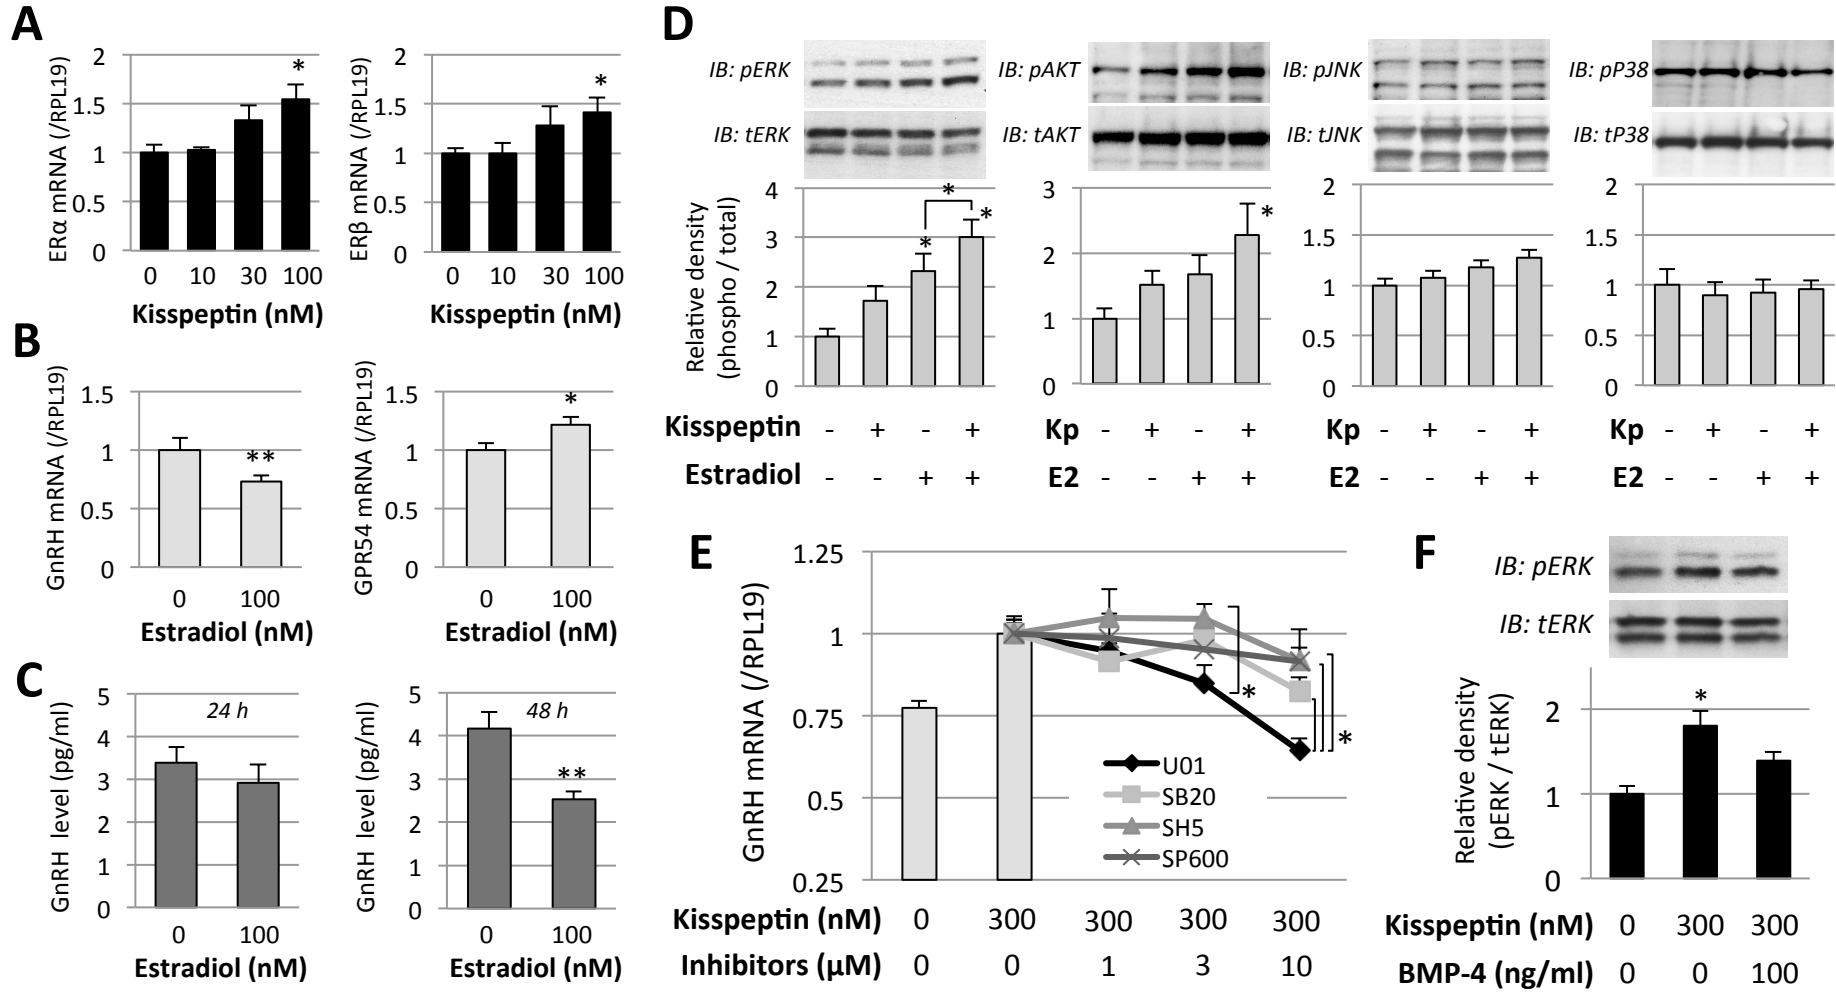 A
ERα mRNA (/RPL19)
2
1.5
1
0.5
0
*
0 10 30 100
Kisspeptin (nM)
ERβ mRNA (/RPL19)
2
1.5
1
0.5
0
*
0 10 30 100
Kisspeptin (nM)
B
GnRH mRNA (/RPL19)
1.5
1
0.5
0
**
0 100
Estradiol (nM)
GPR54 mRNA (/RPL19)
1.5
1
0.5
0
*
0 100
Estradiol (nM)
C
GnRH level (pg/ml)
5
4
3
2
1
0
24 h
0 100
Estradiol (nM)
GnRH level (pg/ml)
5
4
3
2
1
0
48 h
**
0 100
Estradiol (nM)
D
IB: pERK
IB: tERK
IB: pAKT
IB: tAKT
IB: pJNK
IB: tJNK
IB: pP38
IB: tP38
Relative density
(phospho / total)
4
3
2
1
0
*
*
*
3
2
1
0
*
2
1.5
1
0.5
0
2
1.5
1
0.5
0
Kisspeptin - + - + Kp - + - + Kp - + - + Kp - + - +
Estradiol - - + + E2 - - + + E2 - - + + E2 - - + +
E
GnRH mRNA (/RPL19)
1.25
1
0.75
0.5
0.25
*
*
U01
SB20
SH5
SP600
Kisspeptin (nM) 0 300 300 300 300
Inhibitors (μM) 0 0 1 3 10
F
IB: pERK
IB: tERK
Relative density
(pERK / tERK)
2
1
0
*
Kisspeptin (nM) 0 300 300
BMP-4 (ng/ml) 0 0 100